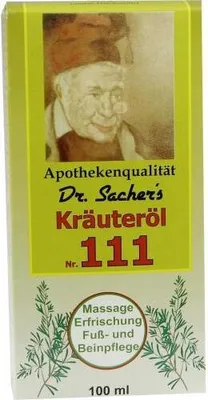 Apothekenqualität
Dr. Sacher's
Kräuteröl
Nr. 111
Massage
Erfrischung
Fuß- und
Beinpflege
100 ml